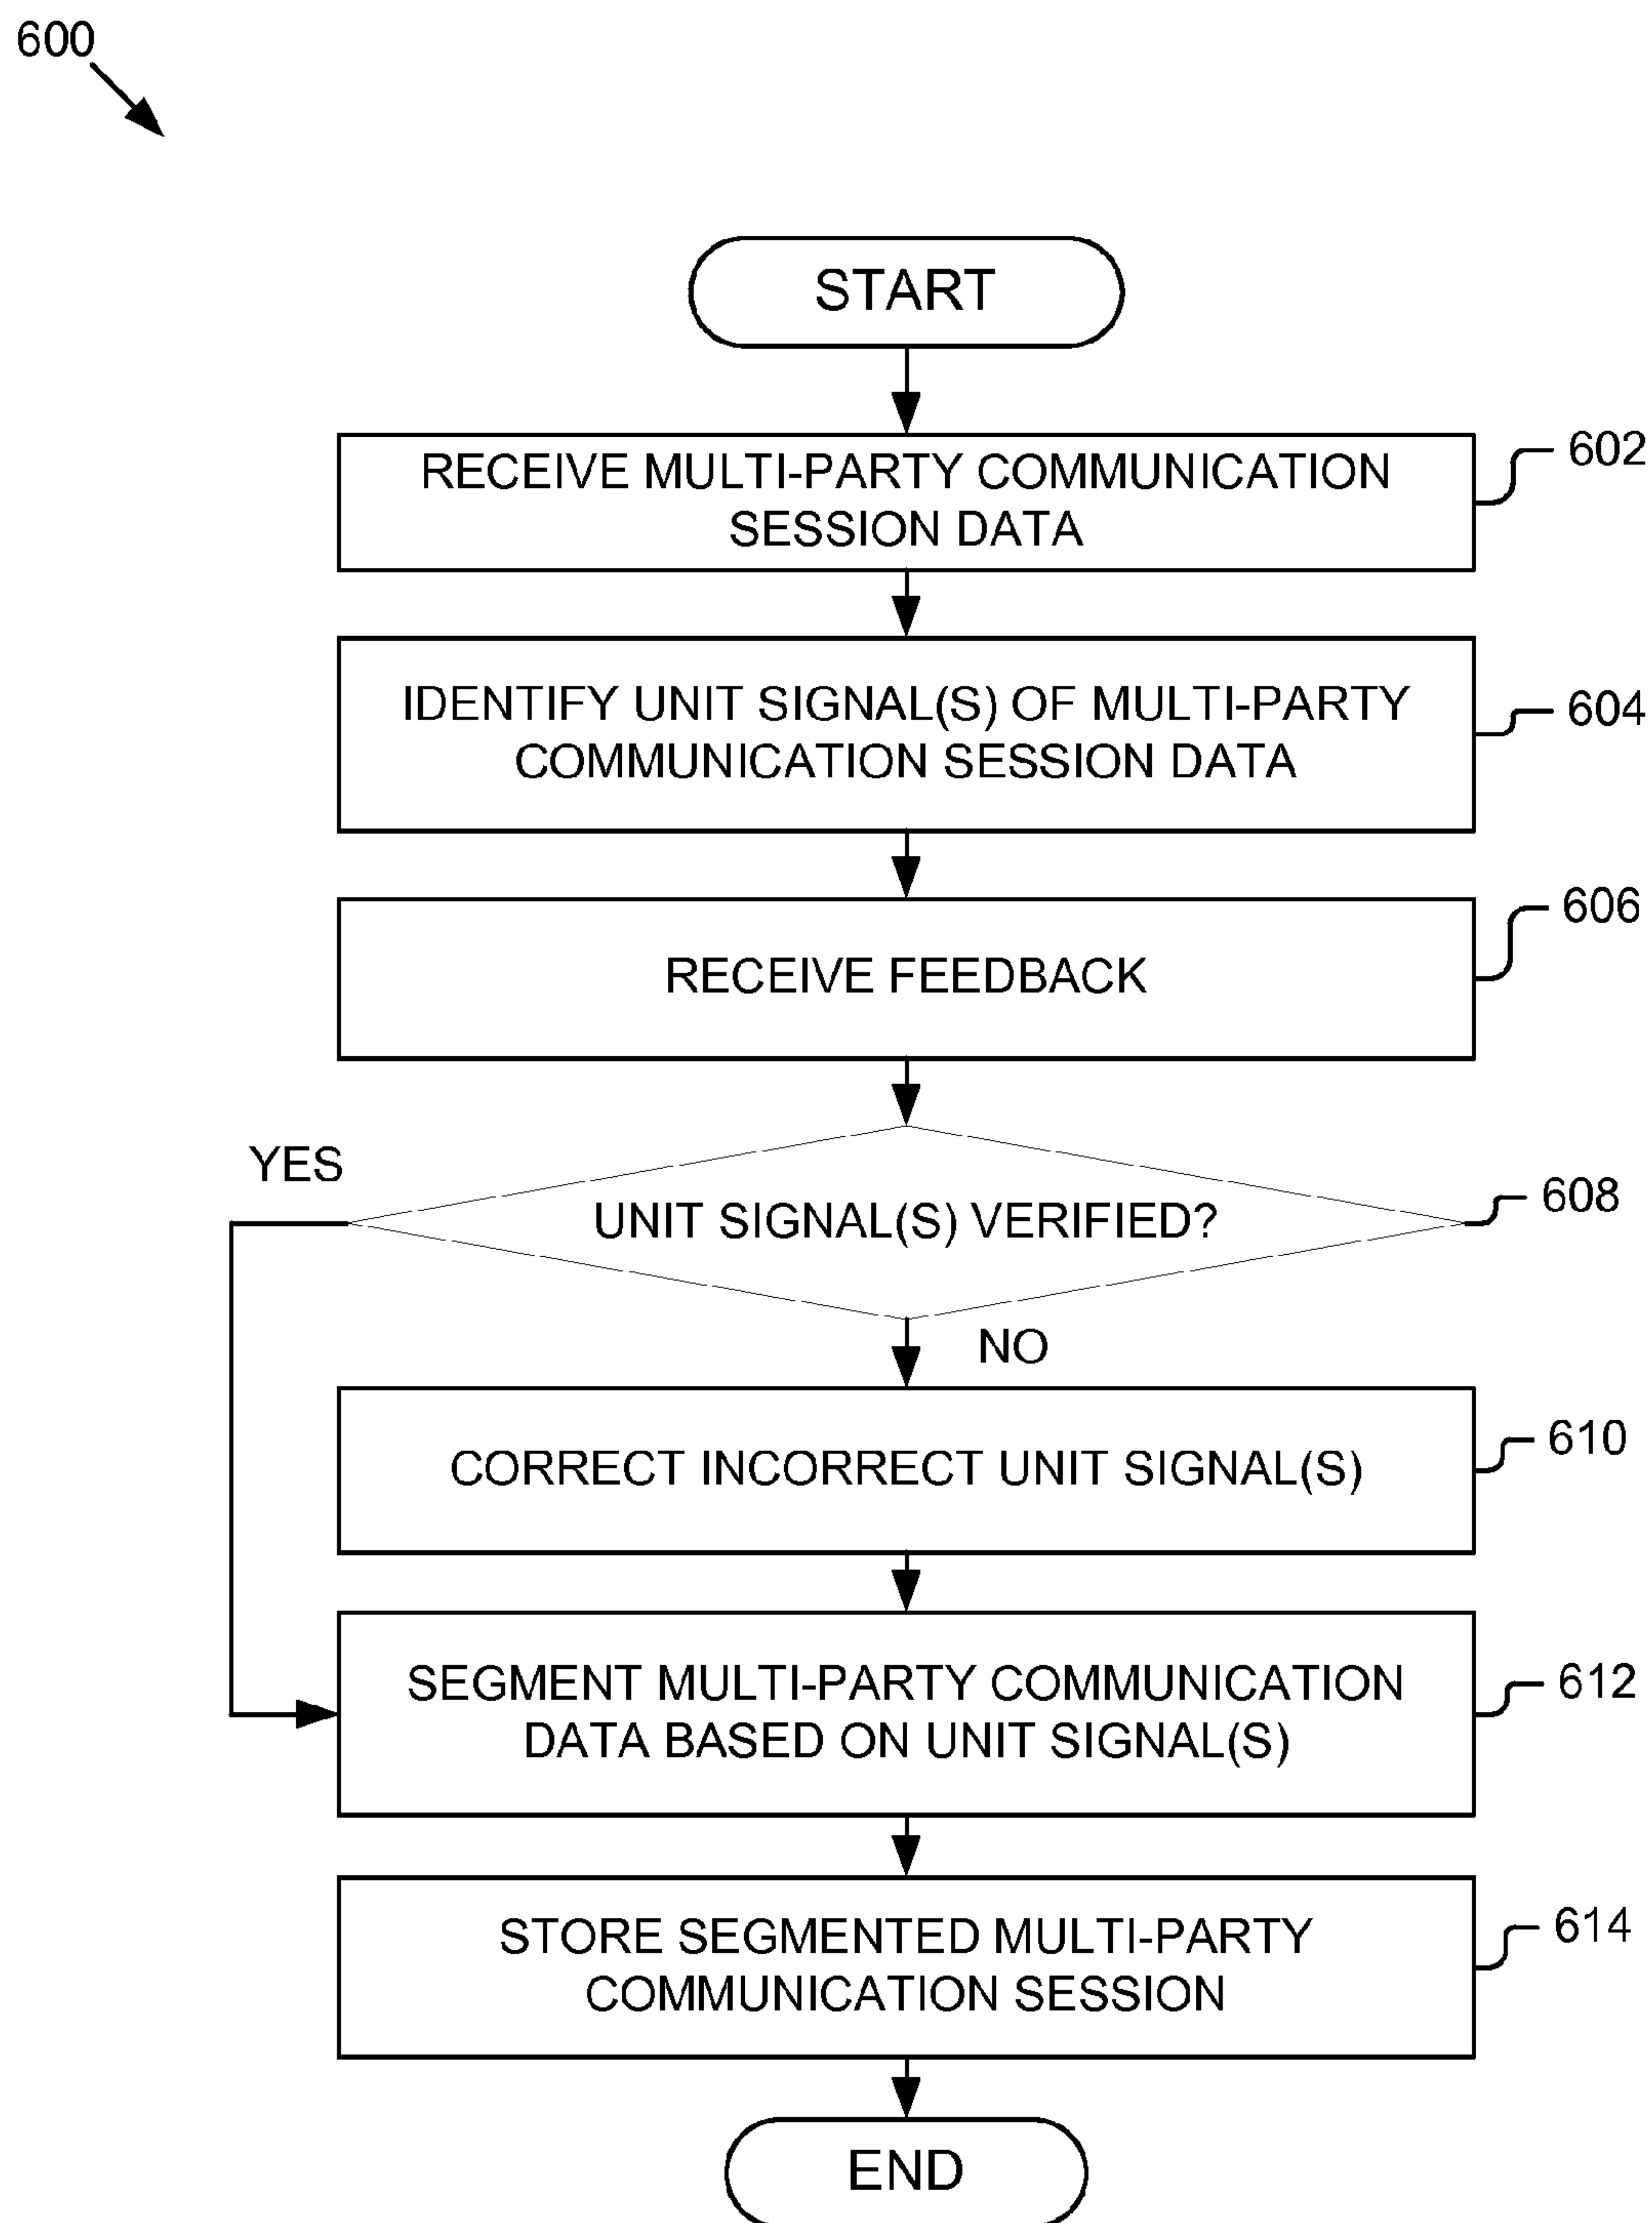 600
START
RECEIVE MULTI-PARTY COMMUNICATION
SESSION DATA
602
IDENTIFY UNIT SIGNAL(S) OF MULTI-PARTY
COMMUNICATION SESSION DATA
604
RECEIVE FEEDBACK
606
YES
UNIT SIGNAL(S) VERIFIED?
608
NO
CORRECT INCORRECT UNIT SIGNAL(S)
610
SEGMENT MULTI-PARTY COMMUNICATION
DATA BASED ON UNIT SIGNAL(S)
612
STORE SEGMENTED MULTI-PARTY
COMMUNICATION SESSION
614
END